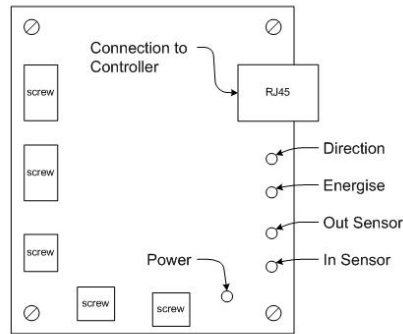 Connection to
Controller
screw
RJ45
Direction
screw
Energise
Out Sensor
screw
Power
In Sensor
screw
screw